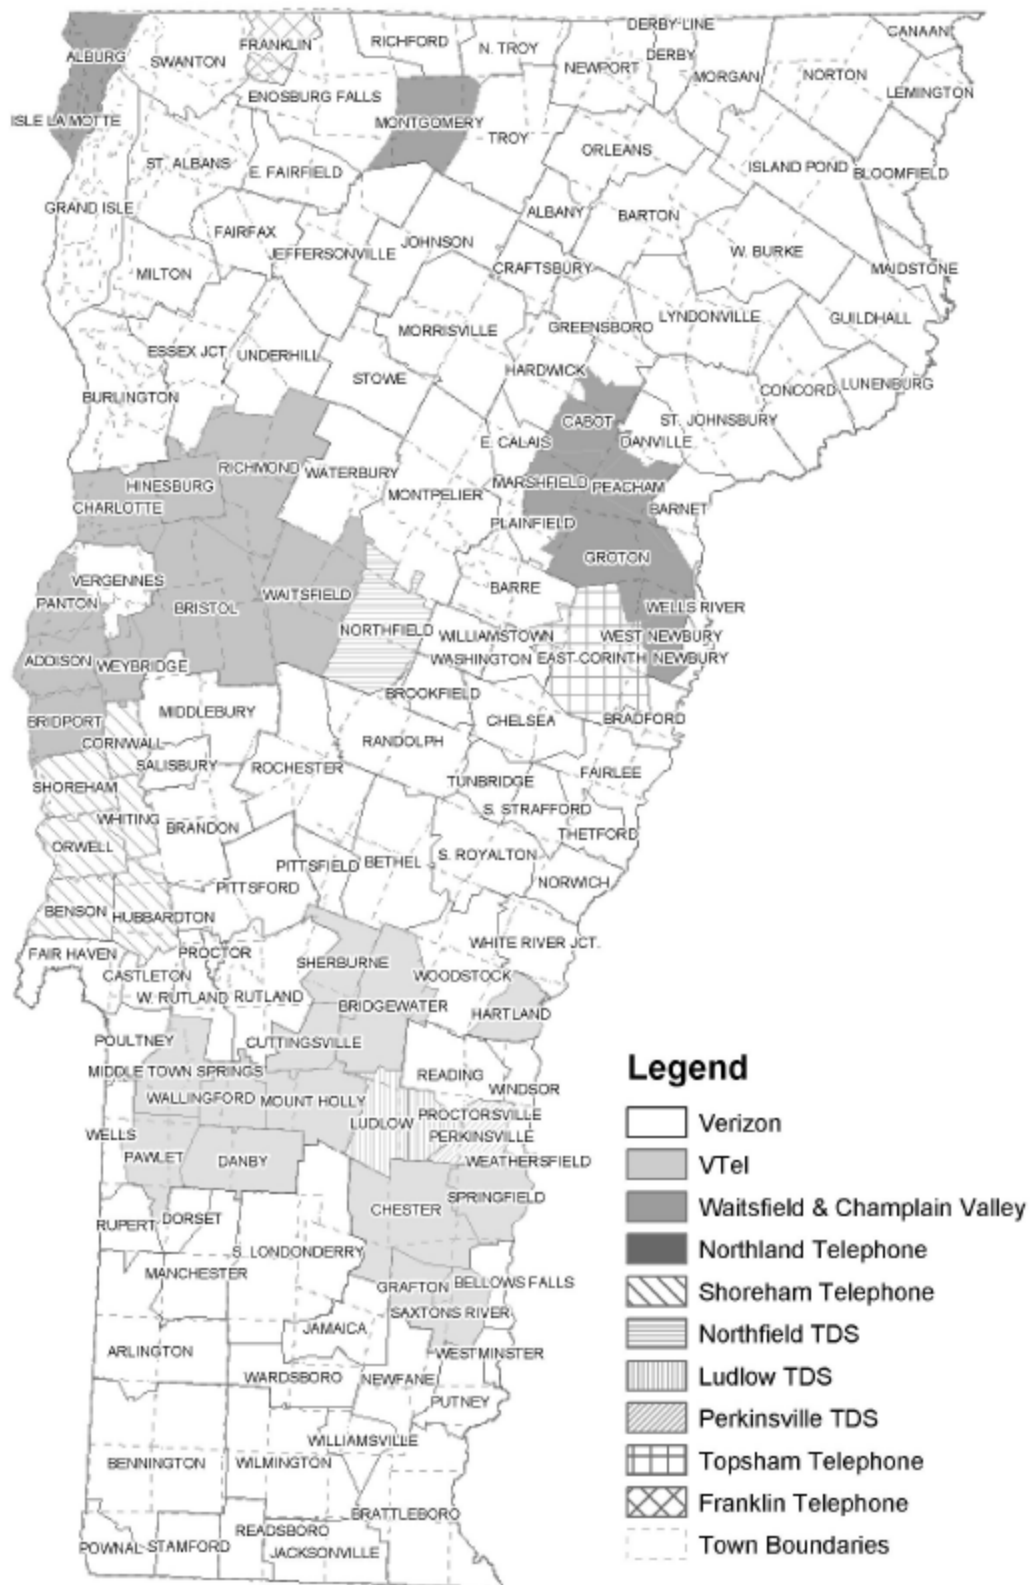 DERBY LINE
CANAAN
ALBURG
FRANKLIN
RICHFORD
N. TROY
DERBY
SWANTON
NEWPORT
MORGAN
NORTON
LEMINGTON
ENOSBURG FALLS
ISLE LA MOTTE
MONTGOMERY
TROY
ORLEANS
ST. ALBANS
E. FAIRFIELD
ISLAND POND
BLOOMFIELD
GRAND ISLE
ALBANY
BARTON
FAIRFAX
JEFFERSONVILLE
JOHNSON
W. BURKE
MILTON
CRAFTSBURY
MAIDSTONE
MORRISVILLE
GREENSBORO
LYNDONVILLE
GUILDHALL
ESSEX JCT.
UNDERHILL
STOWE
HARDWICK
CONCORD
LUNENBURG
BURLINGTON
CABOT
ST. JOHNSBURY
E. CALAIS
DANVILLE
RICHMOND
WATERBURY
HINESBURG
MARSHFIELD
PEACHAM
CHARLOTTE
MONTPELIER
BARNET
PLAINFIELD
GROTON
VERGENNES
BARRE
PANTON
BRISTOL
WAITSFIELD
WELLS RIVER
NORTHFIELD
WILLIAMSTOWN
WEST NEWBURY
ADDISON
WEYBRIDGE
WASHINGTON
EAST CORINTH
NEWBURY
BROOKFIELD
BRIDPORT
MIDDLEBURY
CHELSEA
BRADFORD
CORNWALL
RANDOLPH
SALISBURY
ROCHESTER
FAIRLEE
SHOREHAM
TUNBRIDGE
S. STRAFFORD
WHITING
BRANDON
THETFORD
ORWELL
S. ROYALTON
PITTSFIELD
BETHEL
PITTSFORD
NORWICH
BENSON
HUBBARDTON
WHITE RIVER JCT.
FAIR HAVEN
PROCTOR
SHERBURNE
CASTLETON
WOODSTOCK
W. RUTLAND
RUTLAND
BRIDGEWATER
HARTLAND
POULTNEY
CUTTINGSVILLE
MIDDLE TOWN SPRINGS
READING
WINDSOR
WALLINGFORD
MOUNT HOLLY
LUDLOW
PROCTORSVILLE
WELLS
PERKINSVILLE
PAWLET
DANBY
WEATHERSFIELD
SPRINGFIELD
CHESTER
RUPERT
DORSET
S. LONDONDERRY
MANCHESTER
GRAFTON
BELLOWS FALLS
SAXTONS RIVER
JAMAICA
ARLINGTON
WESTMINSTER
WARDSBORO
NEWFANE
PUTNEY
WILLIAMSVILLE
BENNINGTON
WILMINGTON
BRATTLEBORO
READSBORO
POWNAL
STAMFORD
JACKSONVILLE
Legend
Verizon
VTel
Waitsfield & Champlain Valley
Northland Telephone
Shoreham Telephone
Northfield TDS
Ludlow TDS
Perkinsville TDS
Topsham Telephone
Franklin Telephone
Town Boundaries